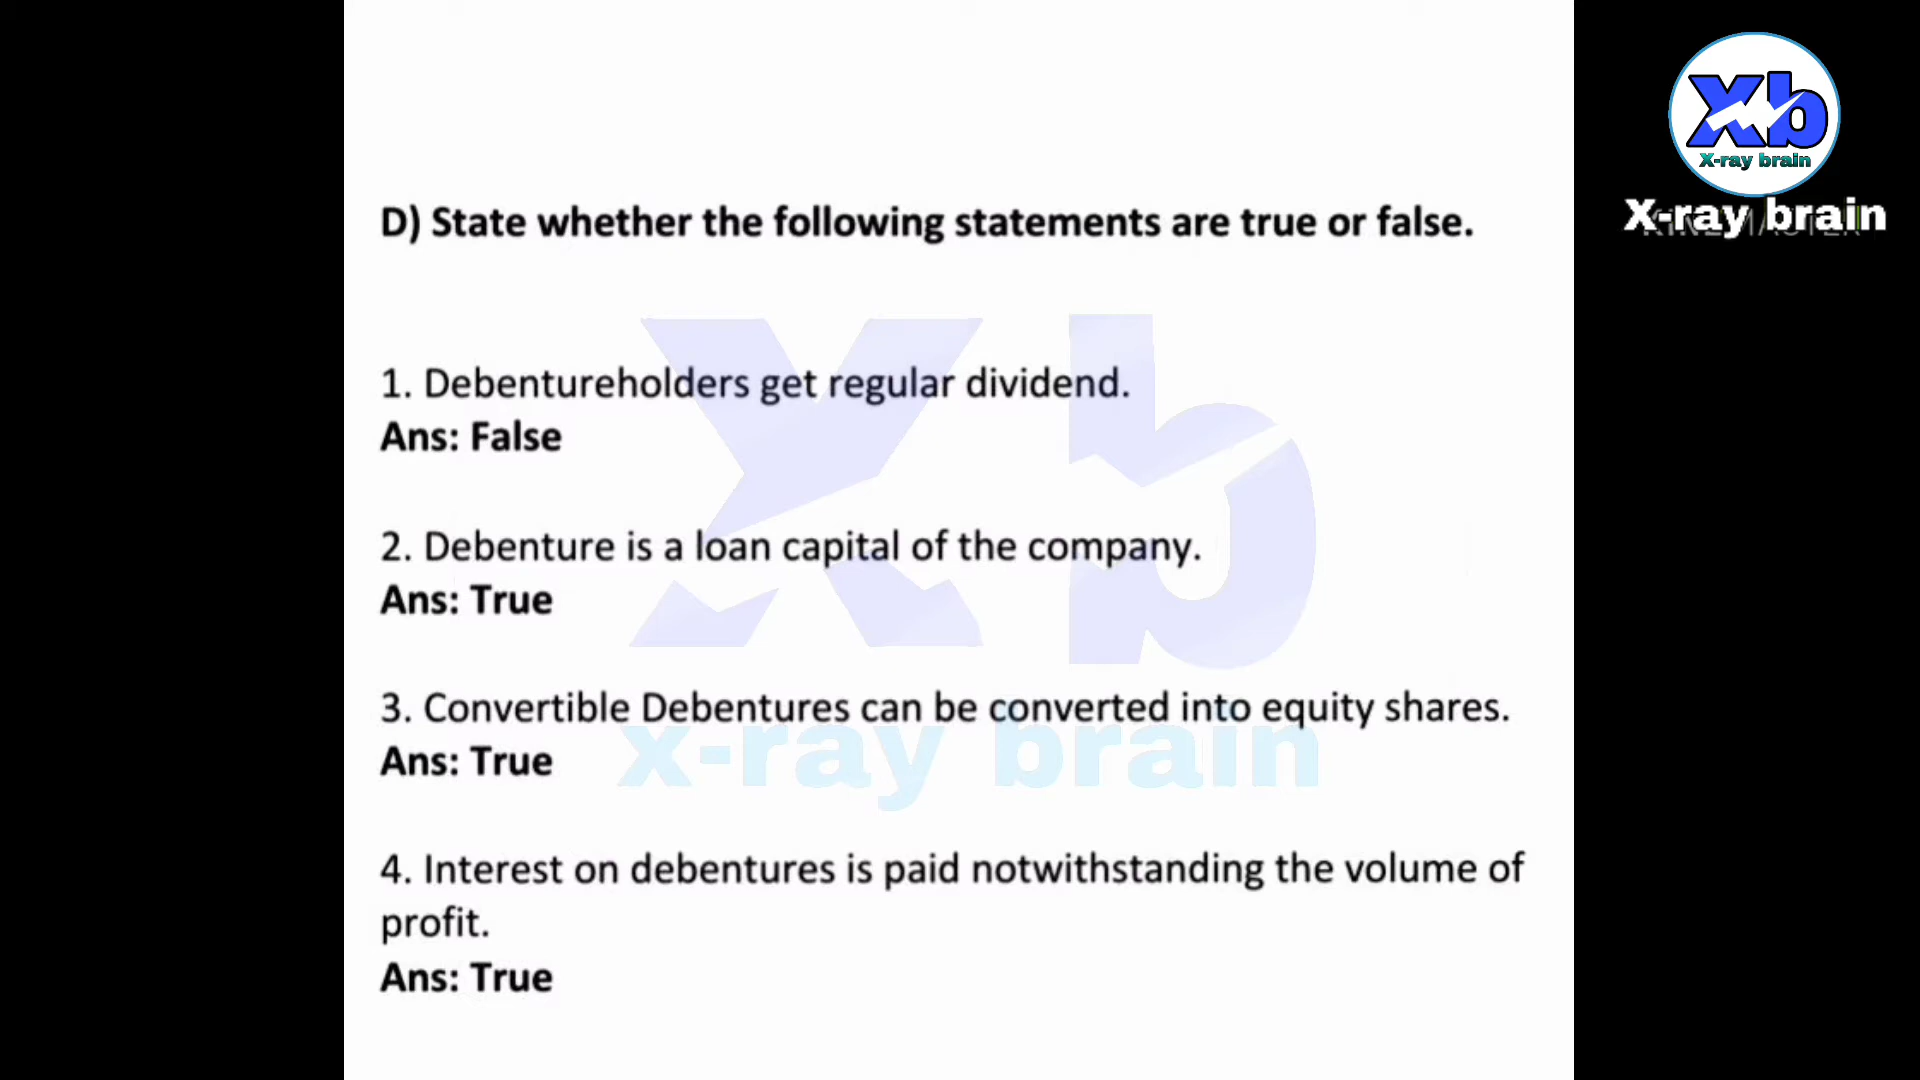 Xb
X-ray brain
X-ray brain
D) State whether the following statements are true or false.
1. Debentureholders get regular dividend.
Ans: False
2. Debenture is a loan capital of the company.
Ans: True
3. Convertible Debentures can be converted into equity shares.
Ans: True
4. Interest on debentures is paid notwithstanding the volume of
profit.
Ans: True
Xb
x-ray brain